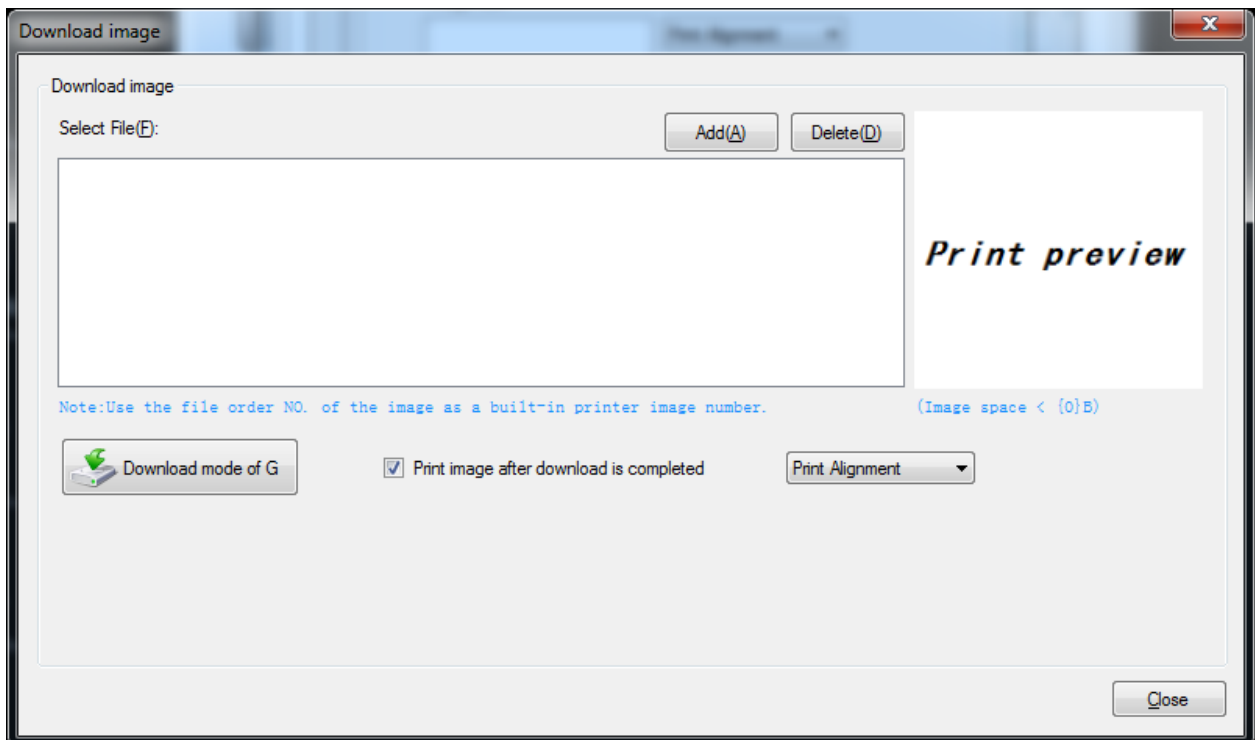 Download image
Print Alignment
Download image
Select File(F):
Add(A)
Delete(D)
Print preview
Note:Use the file order NO. of the image as a built-in printer image number.
(Image space < {0}B)
Download mode of G
Print image after download is completed
Print Alignment
Close